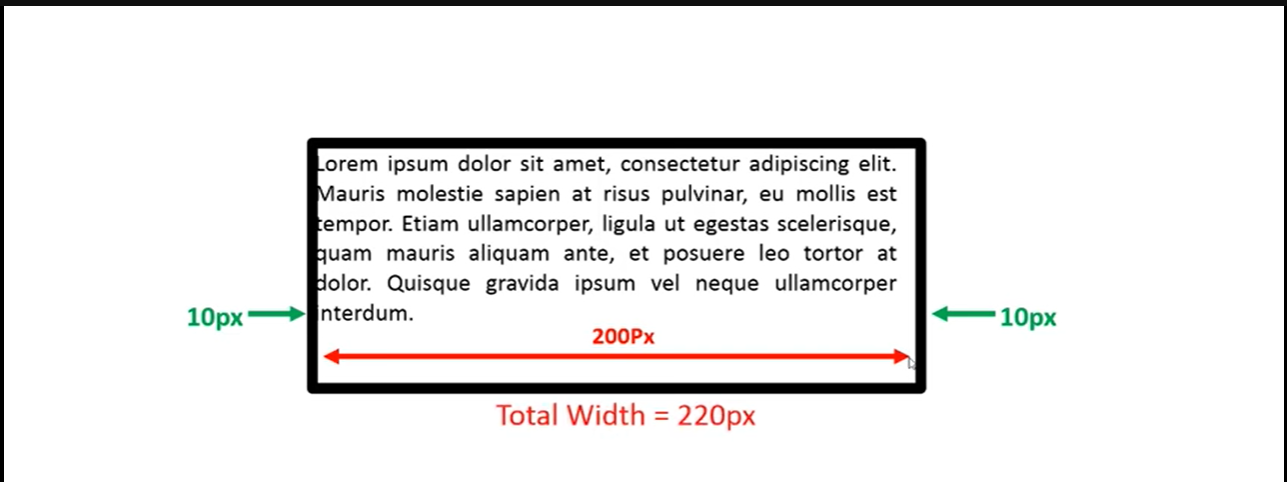 Lorem ipsum dolor sit amet, consectetur adipiscing elit.
Mauris molestie sapien at risus pulvinar, eu mollis est
tempor. Etiam ullamcorper, ligula ut egestas scelerisque,
quam mauris aliquam ante, et posuere leo tortor at
dolor. Quisque gravida ipsum vel neque ullamcorper
interdum.
10px
10px
200Px
Total Width = 220px